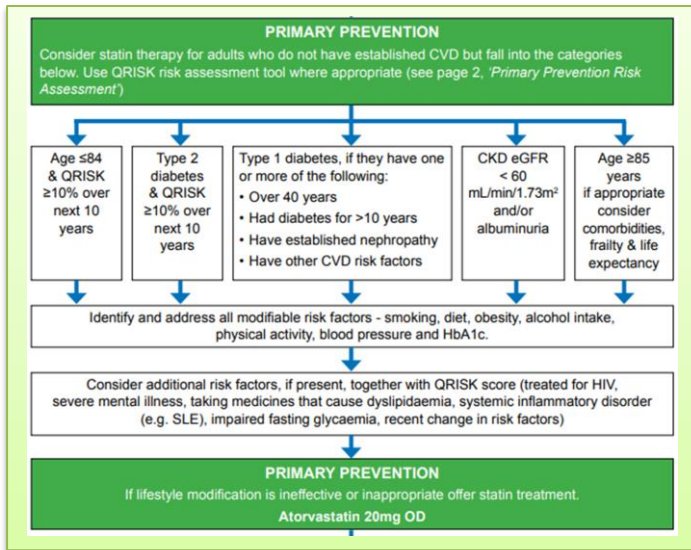 PRIMARY PREVENTION
Consider statin therapy for adults who do not have established CVD but fall into the categories
below. Use QRISK risk assessment tool where appropriate (see page 2, ‘Primary Prevention Risk
Assessment’)
Age ≤84
& QRISK
≥10% over
next 10
years
Type 2
diabetes
& QRISK
≥10% over
next 10
years
Type 1 diabetes, if they have one
or more of the following:
• Over 40 years
• Had diabetes for >10 years
• Have established nephropathy
• Have other CVD risk factors
CKD eGFR
< 60
mL/min/1.73m²
and/or
albuminuria
Age ≥85
years
if appropriate
consider
comorbidities,
frailty & life
expectancy
Identify and address all modifiable risk factors - smoking, diet, obesity, alcohol intake,
physical activity, blood pressure and HbA1c.
Consider additional risk factors, if present, together with QRISK score (treated for HIV,
severe mental illness, taking medicines that cause dyslipidaemia, systemic inflammatory disorder
(e.g. SLE), impaired fasting glycaemia, recent change in risk factors)
PRIMARY PREVENTION
If lifestyle modification is ineffective or inappropriate offer statin treatment.
Atorvastatin 20mg OD